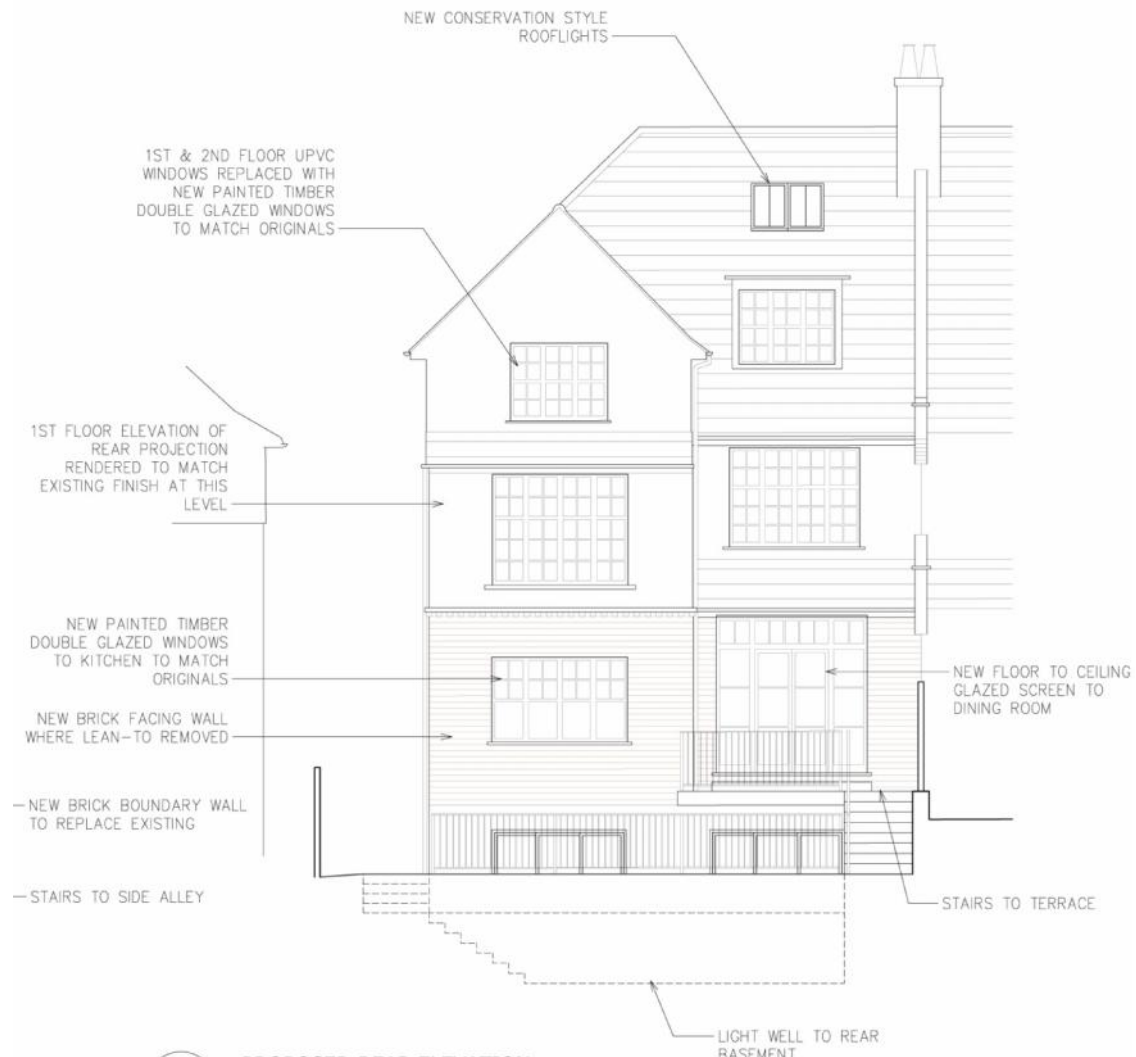 NEW CONSERVATION STYLE
ROOFLIGHTS
1ST & 2ND FLOOR UPVC
WINDOWS REPLACED WITH
NEW PAINTED TIMBER
DOUBLE GLAZED WINDOWS
TO MATCH ORIGINALS
1ST FLOOR ELEVATION OF
REAR PROJECTION
RENDERED TO MATCH
EXISTING FINISH AT THIS
LEVEL
NEW PAINTED TIMBER
DOUBLE GLAZED WINDOWS
TO KITCHEN TO MATCH
ORIGINALS
NEW FLOOR TO CEILING
GLAZED SCREEN TO
DINING ROOM
NEW BRICK FACING WALL
WHERE LEAN-TO REMOVED
NEW BRICK BOUNDARY WALL
TO REPLACE EXISTING
STAIRS TO SIDE ALLEY
STAIRS TO TERRACE
LIGHT WELL TO REAR
BASEMENT
PROPOSED REAR ELEVATION